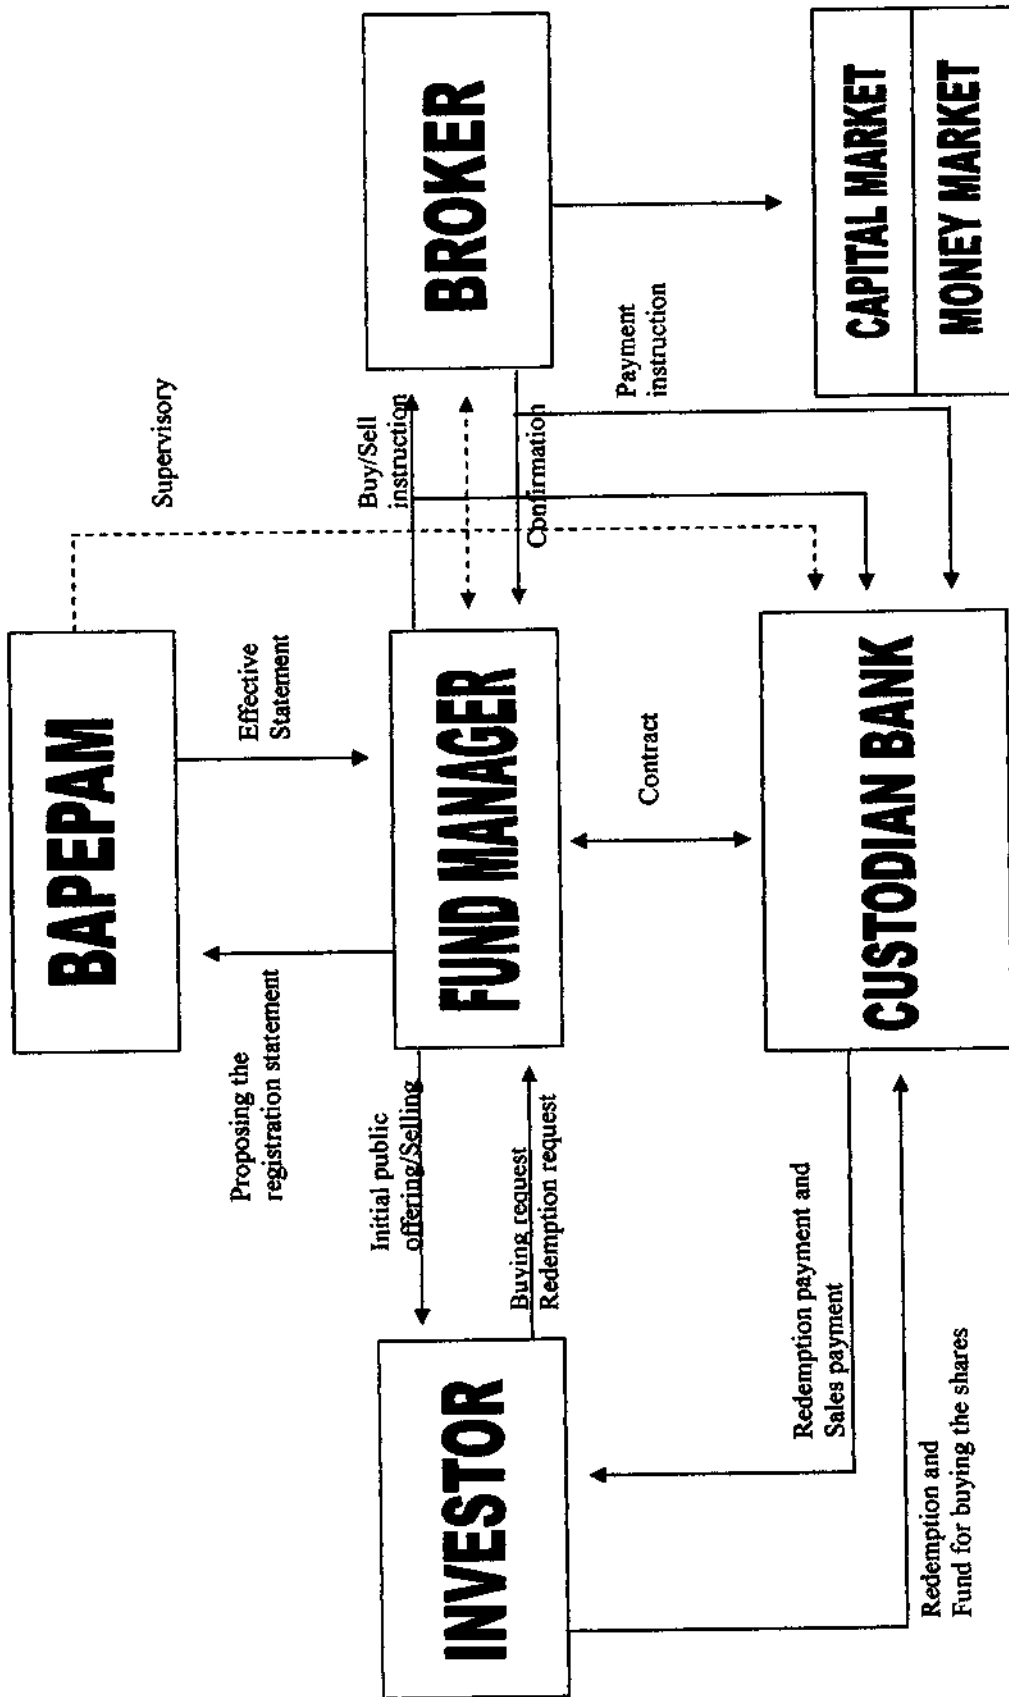 BAPEPAM
Supervisory
Proposing the
registration statement
Effective
Statement
Initial public
offering/Selling
Buy/Sell
instruction
INVESTOR
FUND MANAGER
BROKER
Buying request
Redemption request
Confirmation
Contract
Payment
instruction
Redemption payment and
Sales payment
CUSTODIAN BANK
CAPITAL MARKET
MONEY MARKET
Redemption and
Fund for buying the shares